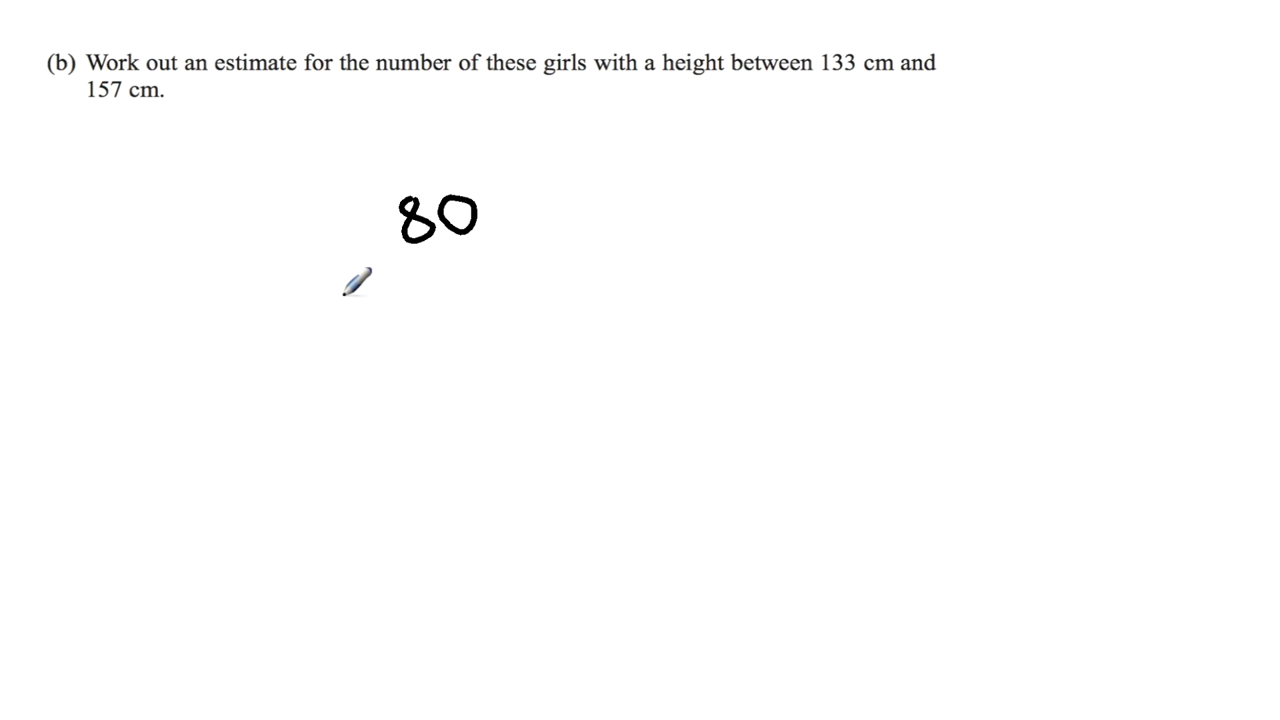 (b) Work out an estimate for the number of these girls with a height between 133 cm and
157 cm.
80